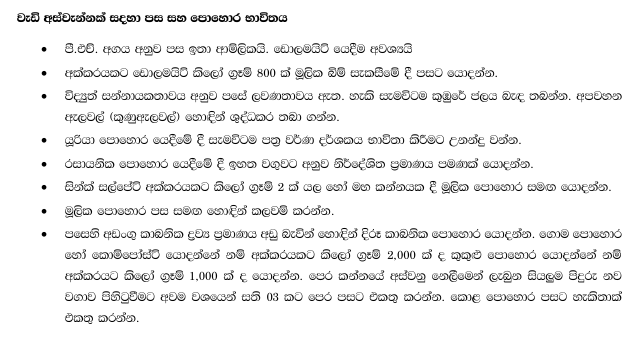 වැඩි අස්වැන්නක් සදහා පස සහ පොහොර භාවිතය
• පී.එච්. අගය අනුව පස ඉතා ආම්ලිකයි. ඩොලමයිට් යෙදීම අවශ්‍යයි
• අක්කරයකට ඩොලමයිට් කිලෝ ග්‍රෑම් 800 ක් මූලික බිම් සැකසීමේ දී පසට යොදන්න.
• විද්‍යුත් සන්නායකතාවය අනුව පසේ ලවණතාවය ඇත. හැකි සැමවිටම කුඹුරේ ජලය බැඳ තබන්න. අපවහන
ඇලවල් (කුණුඇලවල්) හොඳින් ශුද්ධකර තබා ගන්න.
• යූරියා පොහොර යෙදීමේ දී සැමවිටම පත්‍ර වර්ණ දර්ශකය භාවිතා කිරීමට උනන්දු වන්න.
• රසායනික පොහොර යෙදීමේ දී ඉහත වගුවට අනුව නිර්දේශිත ප්‍රමාණය පමණක් යොදන්න.
• සින්ක් සල්පේට් අක්කරයකට කිලෝ ග්‍රෑම් 2 ක් යල හෝ මහ කන්නයක දී මූලික පොහොර සමඟ යොදන්න.
• මූලික පොහොර පස සමඟ හොඳින් කලවම් කරන්න.
• පසෙහි අඩංගු කාබනික ද්‍රව්‍ය ප්‍රමාණය අඩු බැවින් හොඳින් දිරූ කාබනික පොහොර යොදන්න. ගොම පොහොර
හෝ කොම්පෝස්ට් යොදන්නේ නම් අක්කරයකට කිලෝ ග්‍රෑම් 2,000 ක් ද කුකුළු පොහොර යොදන්නේ නම්
අක්කරයට කිලෝ ග්‍රෑම් 1,000 ක් ද යොදන්න. පෙර කන්නයේ අස්වනු නෙලීමෙන් ලැබුන සියලුම පිදුරු නව
වගාව පිහිටුවීමට අවම වශයෙන් සති 03 කට පෙර පසට එකතු කරන්න. කොළ පොහොර පසට හැකිතාක්
එකතු කරන්න.